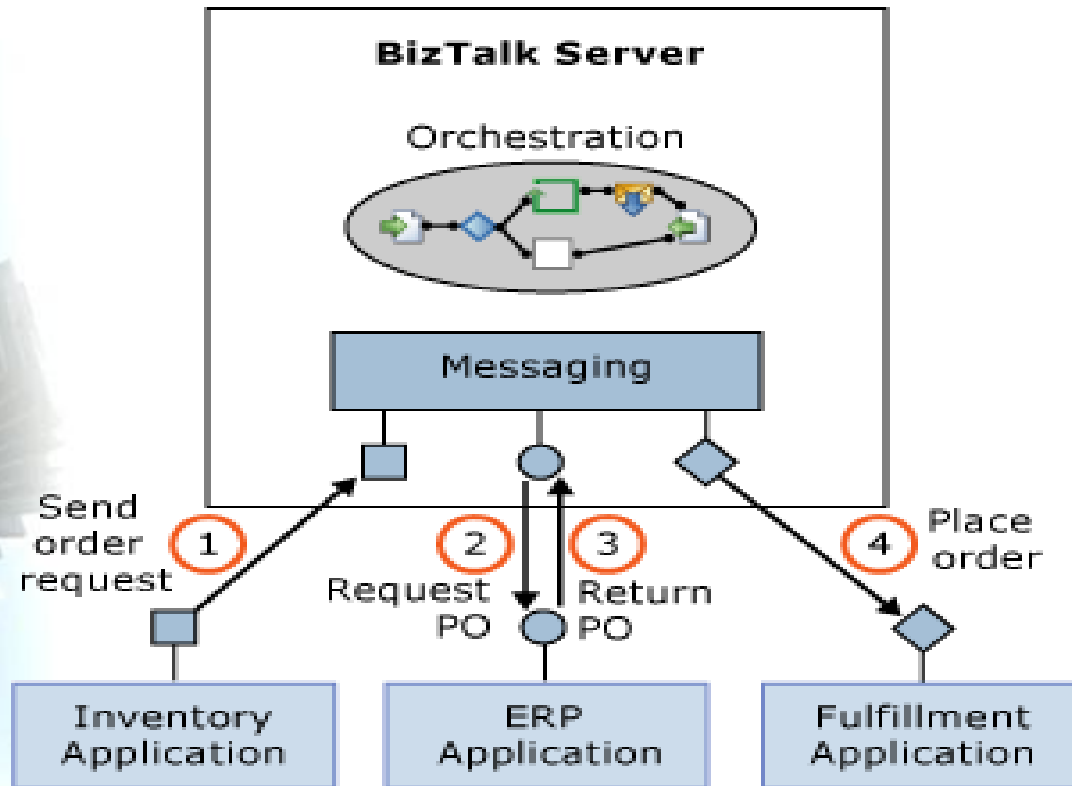 BizTalk Server
Orchestration
Messaging
Send
order
request
1
2
3
4
Place
order
Request
PO
Return
PO
Inventory
Application
ERP
Application
Fulfillment
Application